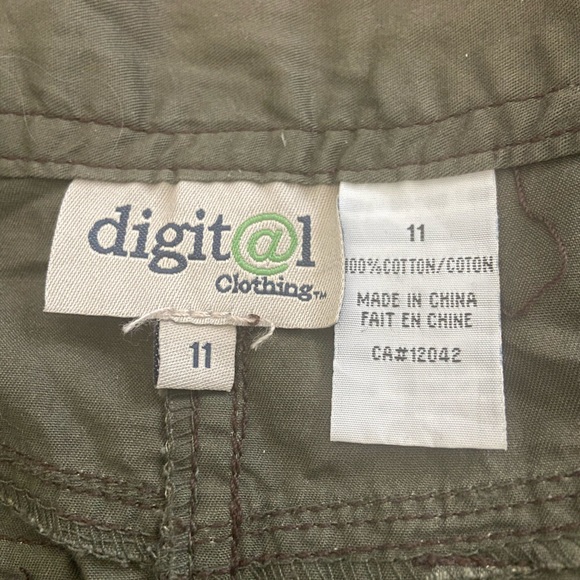 digit@l
Clothing™
11
11
100%COTTON/COTON
MADE IN CHINA
FAIT EN CHINE
CA#12042